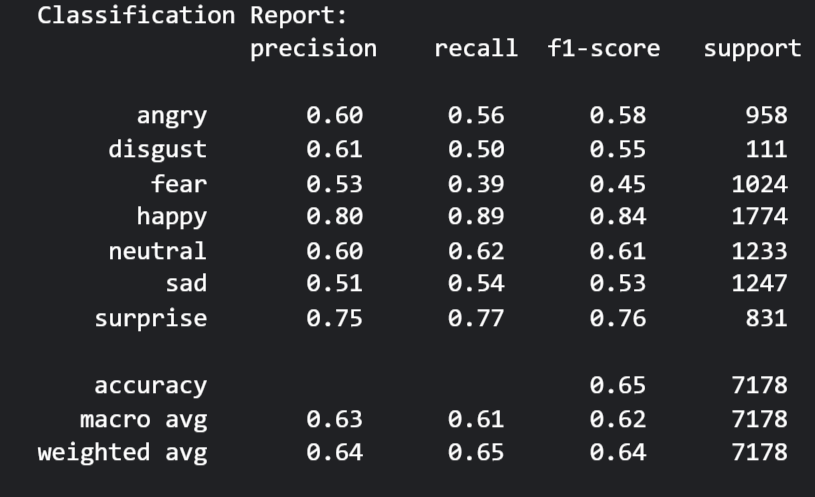 Classification Report:
precision recall f1-score support
angry 0.60 0.56 0.58 958
disgust 0.61 0.50 0.55 111
fear 0.53 0.39 0.45 1024
happy 0.80 0.89 0.84 1774
neutral 0.60 0.62 0.61 1233
sad 0.51 0.54 0.53 1247
surprise 0.75 0.77 0.76 831
accuracy 0.65 7178
macro avg 0.63 0.61 0.62 7178
weighted avg 0.64 0.65 0.64 7178